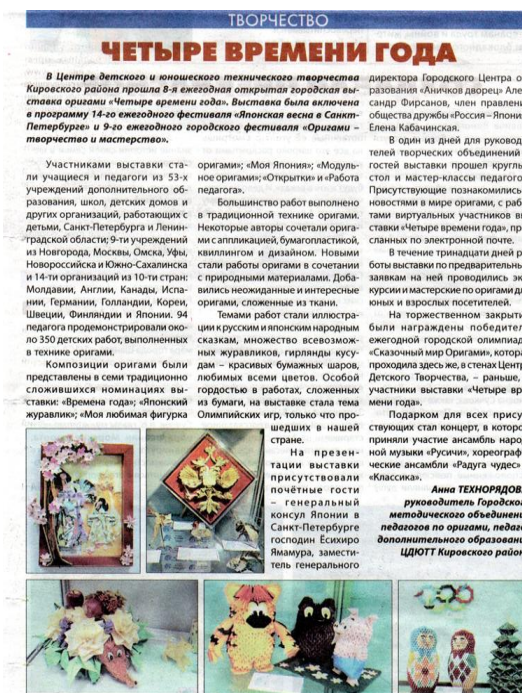 ТВОРЧЕСТВО
ЧЕТЫРЕ ВРЕМЕНИ ГОДА
В Центре детского и юношеского технического творчества
Кировского района прошла 8-я ежегодная открытая городская вы-
ставка оригами «Четыре времени года». Выставка была включена
в программу 14-го ежегодного фестиваля «Японская весна в Санкт-
Петербурге» и 9-го ежегодного городского фестиваля «Оригами –
творчество и мастерство».
Участниками выставки ста-
ли учащиеся и педагоги из 53-х
учреждений дополнительного об-
разования, школ, детских домов и
других организаций, работающих с
детьми, Санкт-Петербурга и Ленин-
градской области; 9-ти учреждений
из Новгорода, Москвы, Омска, Уфы,
Новороссийска и Южно-Сахалинска
и 14-ти организаций из 10-ти стран:
Молдавии, Англии, Канады, Испа-
нии, Германии, Голландии, Кореи,
Швеции, Финляндии и Японии. 94
педагога продемонстрировали око-
ло 350 детских работ, выполненных
в технике оригами.
Композиции оригами были
представлены в семи традиционно
сложившихся номинациях вы-
ставки: «Времена года»; «Японский
журавлик»; «Моя любимая фигурка
оригами»; «Моя Япония»; «Модуль-
ное оригами»; «Открытки» и «Работа
педагога».
Большинство работ выполнено
в традиционной технике оригами.
Некоторые авторы сочетали орига-
ми с аппликацией, бумагопластикой,
квиллингом и дизайном. Новыми
стали работы оригами в сочетании
с природными материалами. Доба-
вились неожиданные и интересные
оригами, сложенные из ткани.
Темами работ стали иллюстра-
ции к русским и японским народным
сказкам, множество всевозмож-
ных журавликов, гирлянды кусу-
дам – красивых бумажных шаров,
любимых всеми цветов. Особой
гордостью в работах, сложенных
из бумаги, на выставке стала тема
Олимпийских игр, только что про-
шедших в нашей
стране.
На презен-
тации выставки
присутствовали
почётные гости
– генеральный
консул Японии в
Санкт-Петербурге
господин Ёсихиро
Ямамура, замести-
тель генерального
директора Городского Центра о
разования «Аничков дворец» Але
сандр Фирсанов, член правлен
общества дружбы «Россия – Япони
Елена Кабачинская.
В один из дней для руковод
телей творческих объединений
гостей выставки прошел кругль
стол и мастер-классы педагого
Присутствующие познакомились
новостями в мире оригами, с раб
тами виртуальных участников вы
ставки «Четыре времени года», пр
сланных по электронной почте.
В течение тринадцати дней р
боты выставки по предварительны
заявкам на ней проводились эк
курсии и мастерские по оригами дл
юных и взрослых посетителей.
На торжественном закрыти
были награждены победител
ежегодной городской олимпиад
«Сказочный мир Оригами», котора
проходила здесь же, в стенах Центр
Детского Творчества, – раньше,
участники выставки «Четыре вр
мени года».
Подарком для всех прису
ствующих стал концерт, в которо
приняли участие ансамбль наро
ной музыки «Русичи», хореограф
ческие ансамбли «Радуга чудес»
«Классика».
Анна ТЕХНОРЯДОВ
руководитель Городског
методического объединен
педагогов по оригами, педаг
дополнительного образован
ЦДЮТТ Кировского район